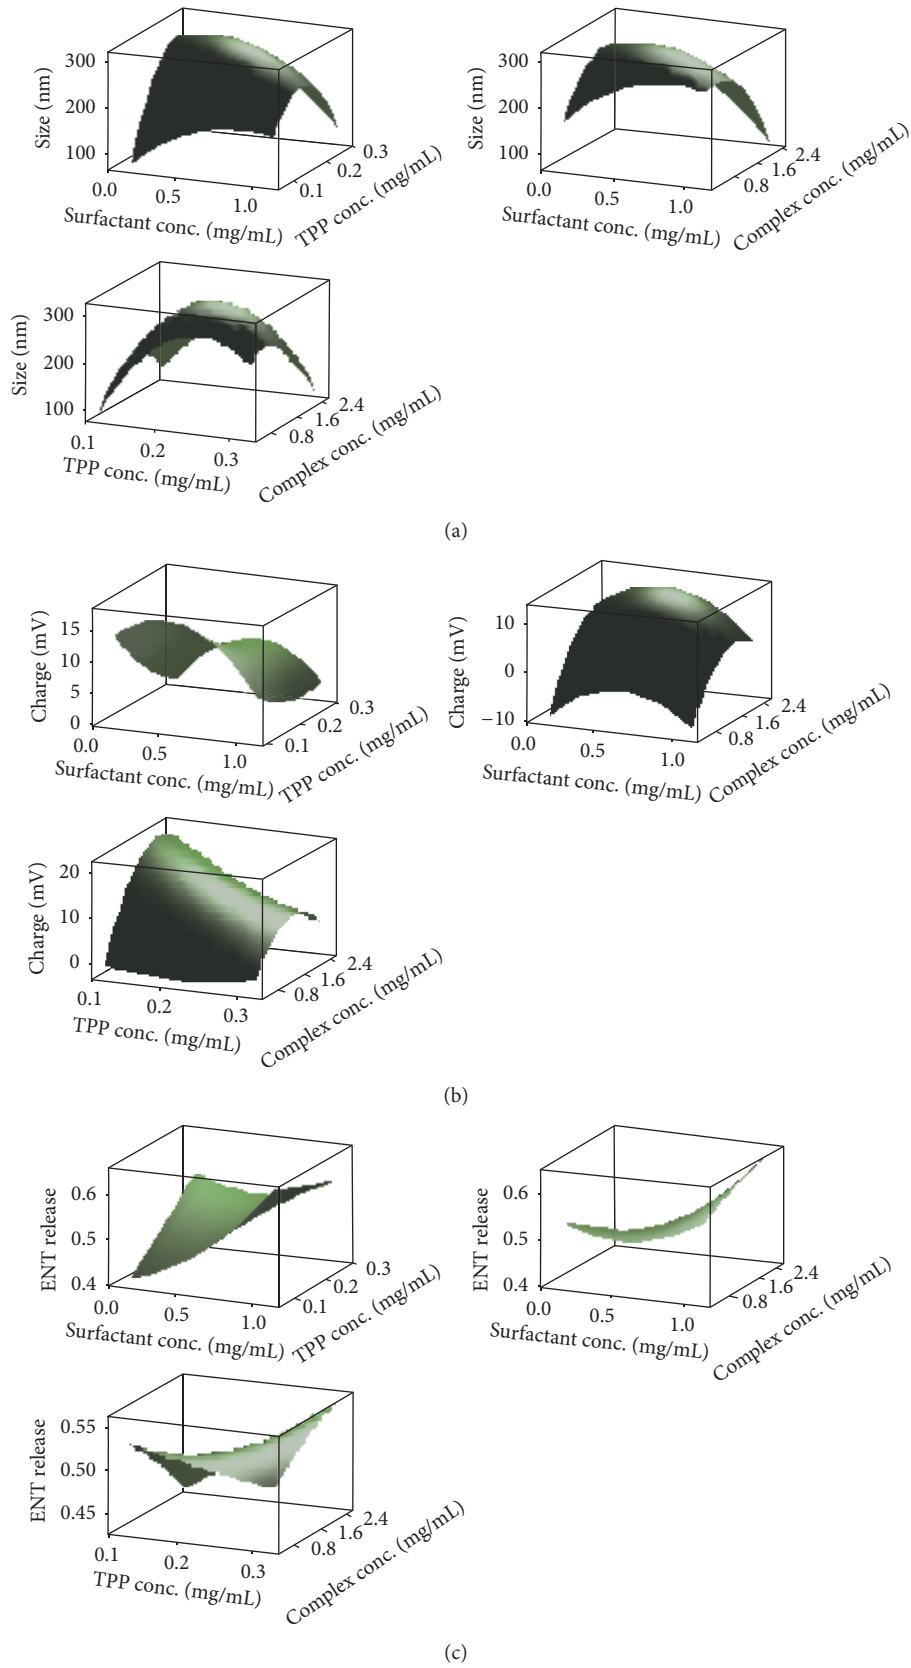 300
200
100
Size (nm)
0.0
0.5
1.0
Surfactant conc. (mg/mL)
0.1
0.2
0.3
TPP conc. (mg/mL)
300
200
100
Size (nm)
0.0
0.5
1.0
Surfactant conc. (mg/mL)
0.8
1.6
2.4
Complex conc. (mg/mL)
300
200
100
Size (nm)
0.1
0.2
0.3
TPP conc. (mg/mL)
0.8
1.6
2.4
Complex conc. (mg/mL)
(a)
15
10
5
0
Charge (mV)
0.0
0.5
1.0
Surfactant conc. (mg/mL)
0.1
0.2
0.3
TPP conc. (mg/mL)
10
0
−10
Charge (mV)
0.0
0.5
1.0
Surfactant conc. (mg/mL)
0.8
1.6
2.4
Complex conc. (mg/mL)
20
10
0
Charge (mV)
0.1
0.2
0.3
TPP conc. (mg/mL)
0.8
1.6
2.4
Complex conc. (mg/mL)
(b)
0.6
0.5
0.4
ENT release
0.0
0.5
1.0
Surfactant conc. (mg/mL)
0.1
0.2
0.3
TPP conc. (mg/mL)
0.6
0.5
0.4
ENT release
0.0
0.5
1.0
Surfactant conc. (mg/mL)
0.8
1.6
2.4
Complex conc. (mg/mL)
0.55
0.50
0.45
ENT release
0.1
0.2
0.3
TPP conc. (mg/mL)
0.8
1.6
2.4
Complex conc. (mg/mL)
(c)